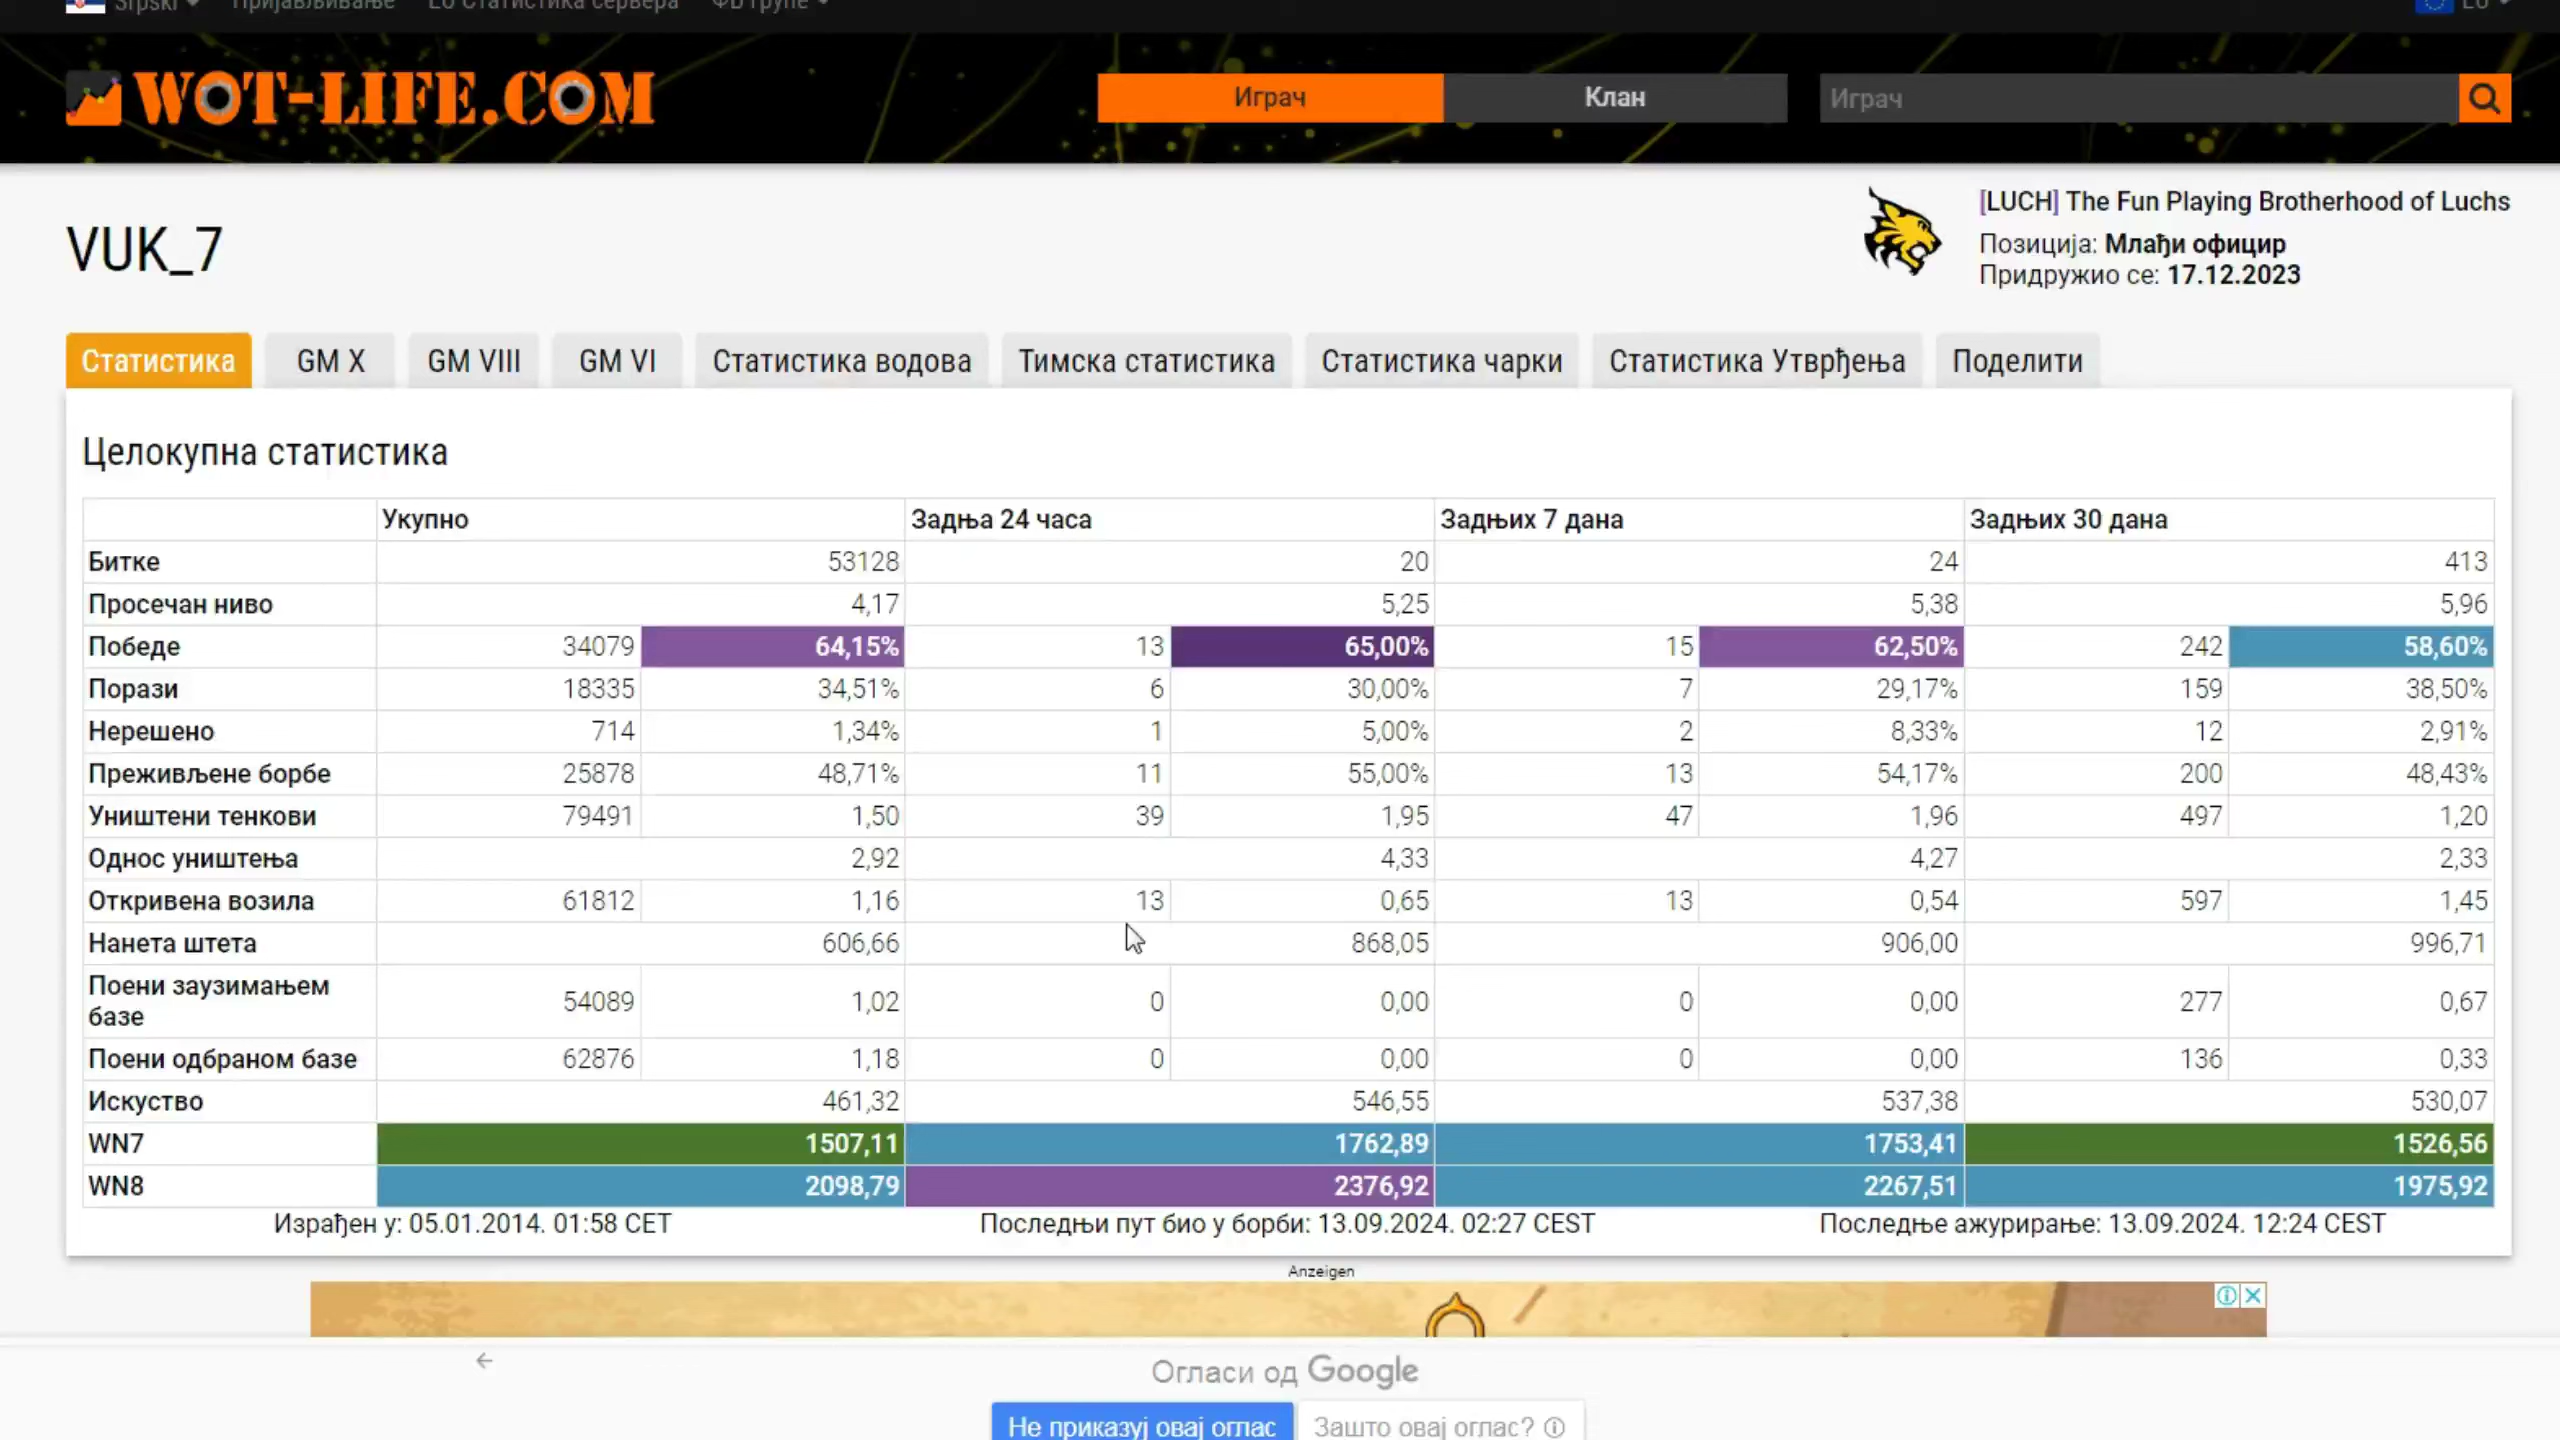 Srpski
Пријављивање
EU Статистика сервера
ФБ групе
EU
WOT-LIFE.COM
Играч
Клан
Играч
[LUCH] The Fun Playing Brotherhood of Luchs
Позиција: Млађи официр
Придружио се: 17.12.2023
VUK_7
Статистика GM X GM VIII GM VI Статистика водова Тимска статистика Статистика чарки Статистика Утврђења Поделити
Целокупна статистика
Укупно Задња 24 часа Задњих 7 дана Задњих 30 дана
Битке 53128 20 24 413
Просечан ниво 4,17 5,25 5,38 5,96
Победе 34079 64,15% 13 65,00% 15 62,50% 242 58,60%
Порази 18335 34,51% 6 30,00% 7 29,17% 159 38,50%
Нерешено 714 1,34% 1 5,00% 2 8,33% 12 2,91%
Преживљене борбе 25878 48,71% 11 55,00% 13 54,17% 200 48,43%
Уништени тенкови 79491 1,50 39 1,95 47 1,96 497 1,20
Однос уништења 2,92 4,33 4,27 2,33
Откривена возила 61812 1,16 13 0,65 13 0,54 597 1,45
Нанета штета 606,66 868,05 906,00 996,71
Поени заузимањем
базе 54089 1,02 0 0,00 0 0,00 277 0,67
Поени одбраном базе 62876 1,18 0 0,00 0 0,00 136 0,33
Искуство 461,32 546,55 537,38 530,07
WN7 1507,11 1762,89 1753,41 1526,56
WN8 2098,79 2376,92 2267,51 1975,92
Израђен у: 05.01.2014. 01:58 CET Последњи пут био у борби: 13.09.2024. 02:27 CEST Последње ажурирање: 13.09.2024. 12:24 CEST
Anzeigen
Огласи од Google
Не приказуј овај оглас Зашто овај оглас?